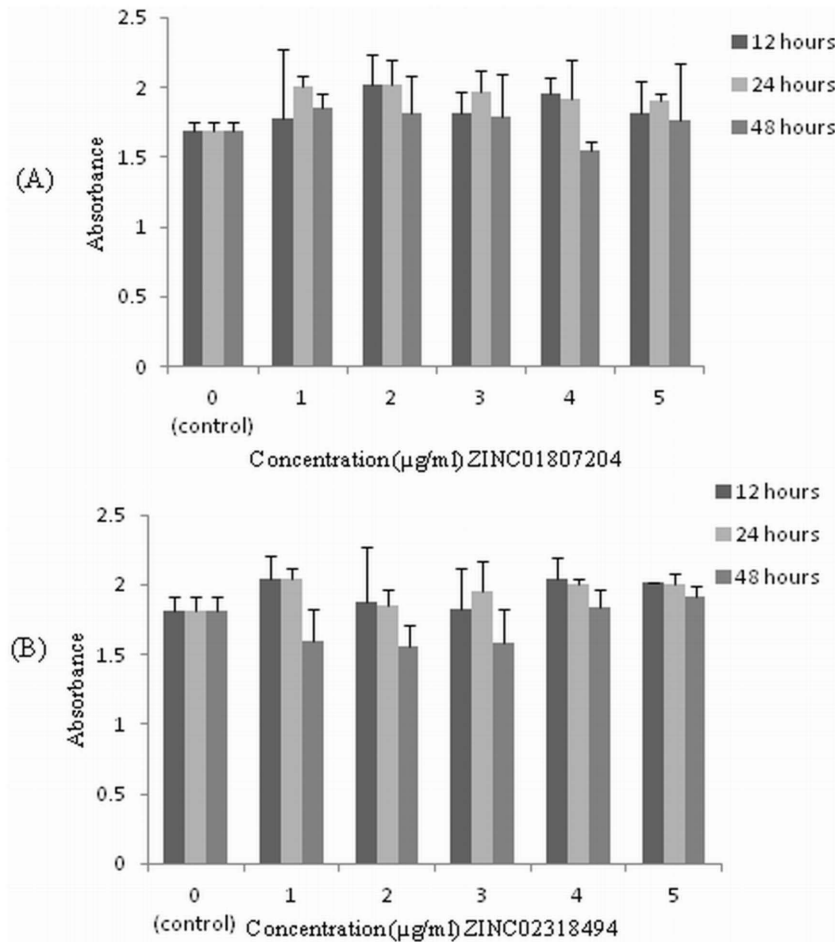 2.5
2
1.5
1
0.5
0
(A)
Absorbance
12 hours
24 hours
48 hours
0 1 2 3 4 5
(control)
Concentration(μg/ml) ZINC01807204
2.5
2
1.5
1
0.5
0
(B)
Absorbance
12 hours
24 hours
48 hours
0 1 2 3 4 5
(control) Concentration(μg/ml) ZINC02318494